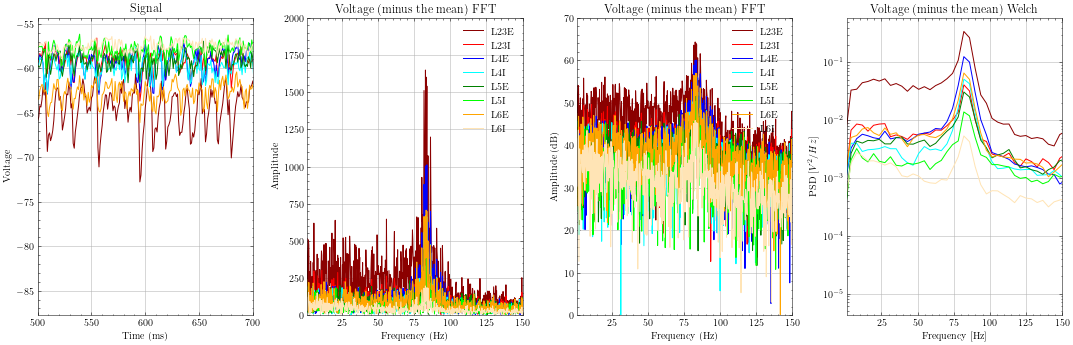 Signal
Voltage
−55
−60
−65
−70
−75
−80
−85
500
550
600
650
700
Time (ms)
Voltage (minus the mean) FFT
Amplitude
2000
1750
1500
1250
1000
750
500
250
0
25
50
75
100
125
150
Frequency (Hz)
L23E
L23I
L4E
L4I
L5E
L5I
L6E
L6I
Voltage (minus the mean) FFT
Amplitude (dB)
70
60
50
40
30
20
10
0
25
50
75
100
125
150
Frequency (Hz)
L23E
L23I
L4E
L4I
L5E
L5I
L6E
Voltage (minus the mean) Welch
PSD [V**2/Hz]
10⁻¹
10⁻²
10⁻³
10⁻⁴
10⁻⁵
25
50
75
100
125
150
Frequency [Hz]